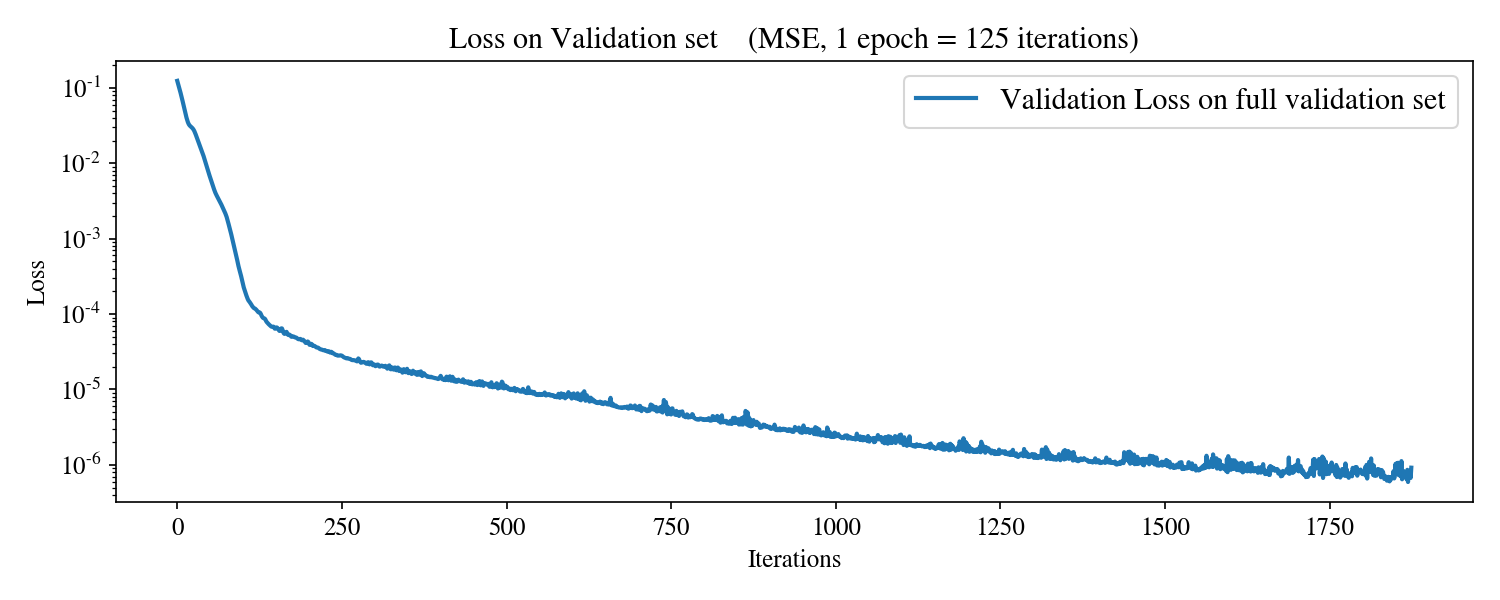 Loss on Validation set (MSE, 1 epoch = 125 iterations)
Validation Loss on full validation set
Loss
10^-1
10^-2
10^-3
10^-4
10^-5
10^-6
0 250 500 750 1000 1250 1500 1750
Iterations